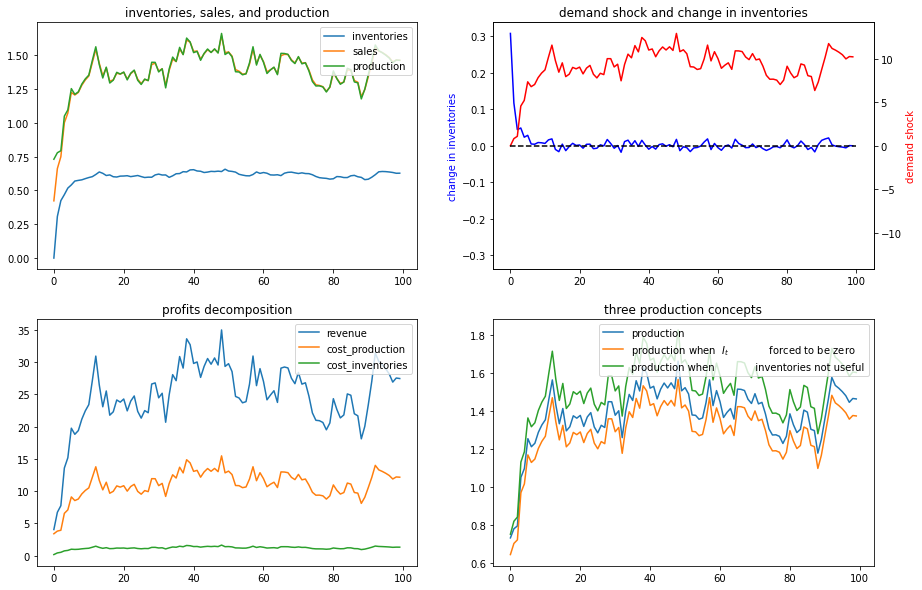 inventories, sales, and production
inventories
sales
production
1.50
1.25
1.00
0.75
0.50
0.25
0.00
0 20 40 60 80 100
demand shock and change in inventories
change in inventories
0.3
0.2
0.1
0.0
−0.1
−0.2
−0.3
10
5
0
−5
−10
demand shock
0 20 40 60 80 100
profits decomposition
revenue
cost_production
cost_inventories
35
30
25
20
15
10
5
0
0 20 40 60 80 100
three production concepts
production
production when I_t forced to be zero
production when inventories not useful
1.8
1.6
1.4
1.2
1.0
0.8
0.6
0 20 40 60 80 100